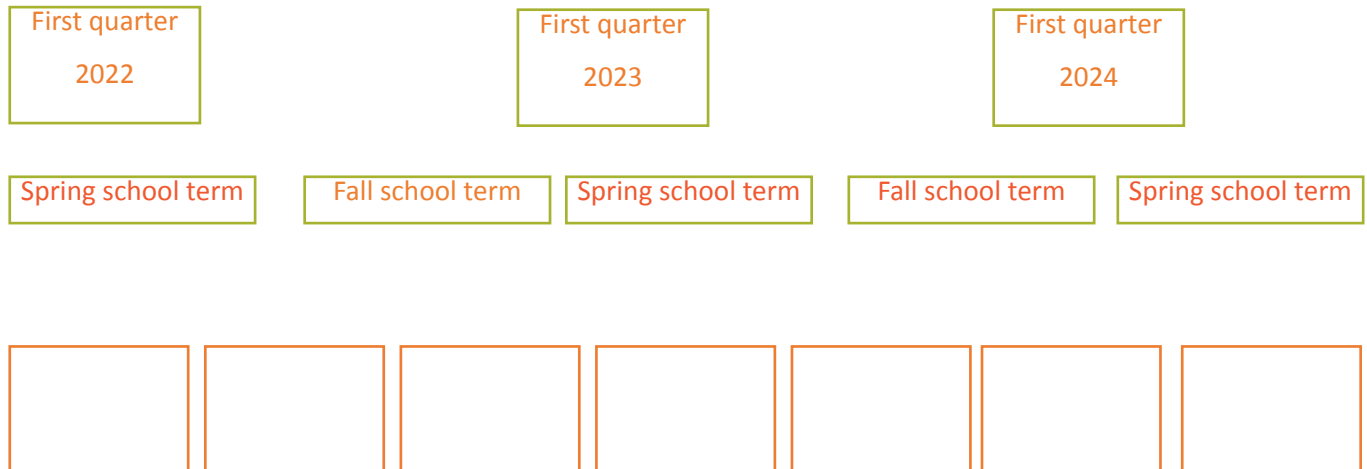 First quarter
2022
First quarter
2023
First quarter
2024
Spring school term
Fall school term
Spring school term
Fall school term
Spring school term